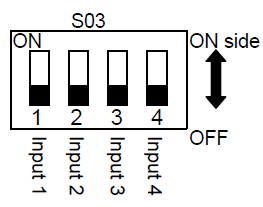 S03
ON
ON side
1 2 3 4
OFF
Input 1
Input 2
Input 3
Input 4